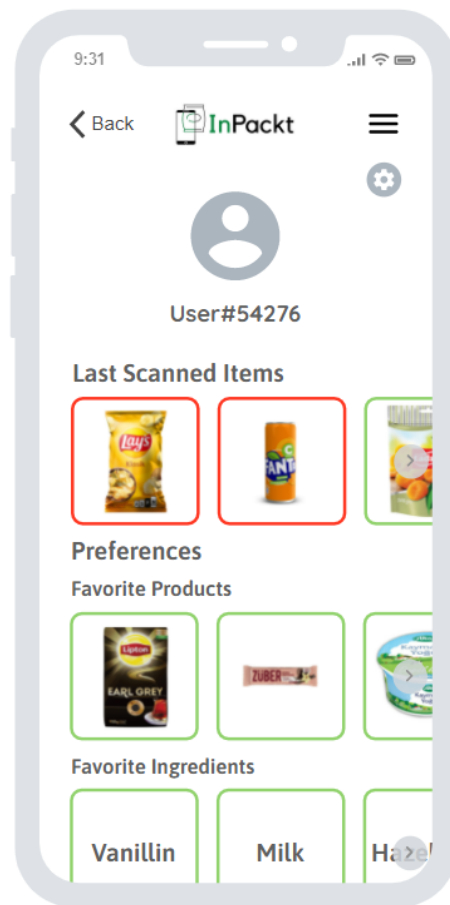 9:31
Back
InPackt
User#54276
Last Scanned Items
Lay's
FANTA
Preferences
Favorite Products
Lipton
EARL GREY
ZUBER
Favorite Ingredients
Vanillin
Milk
Hazel